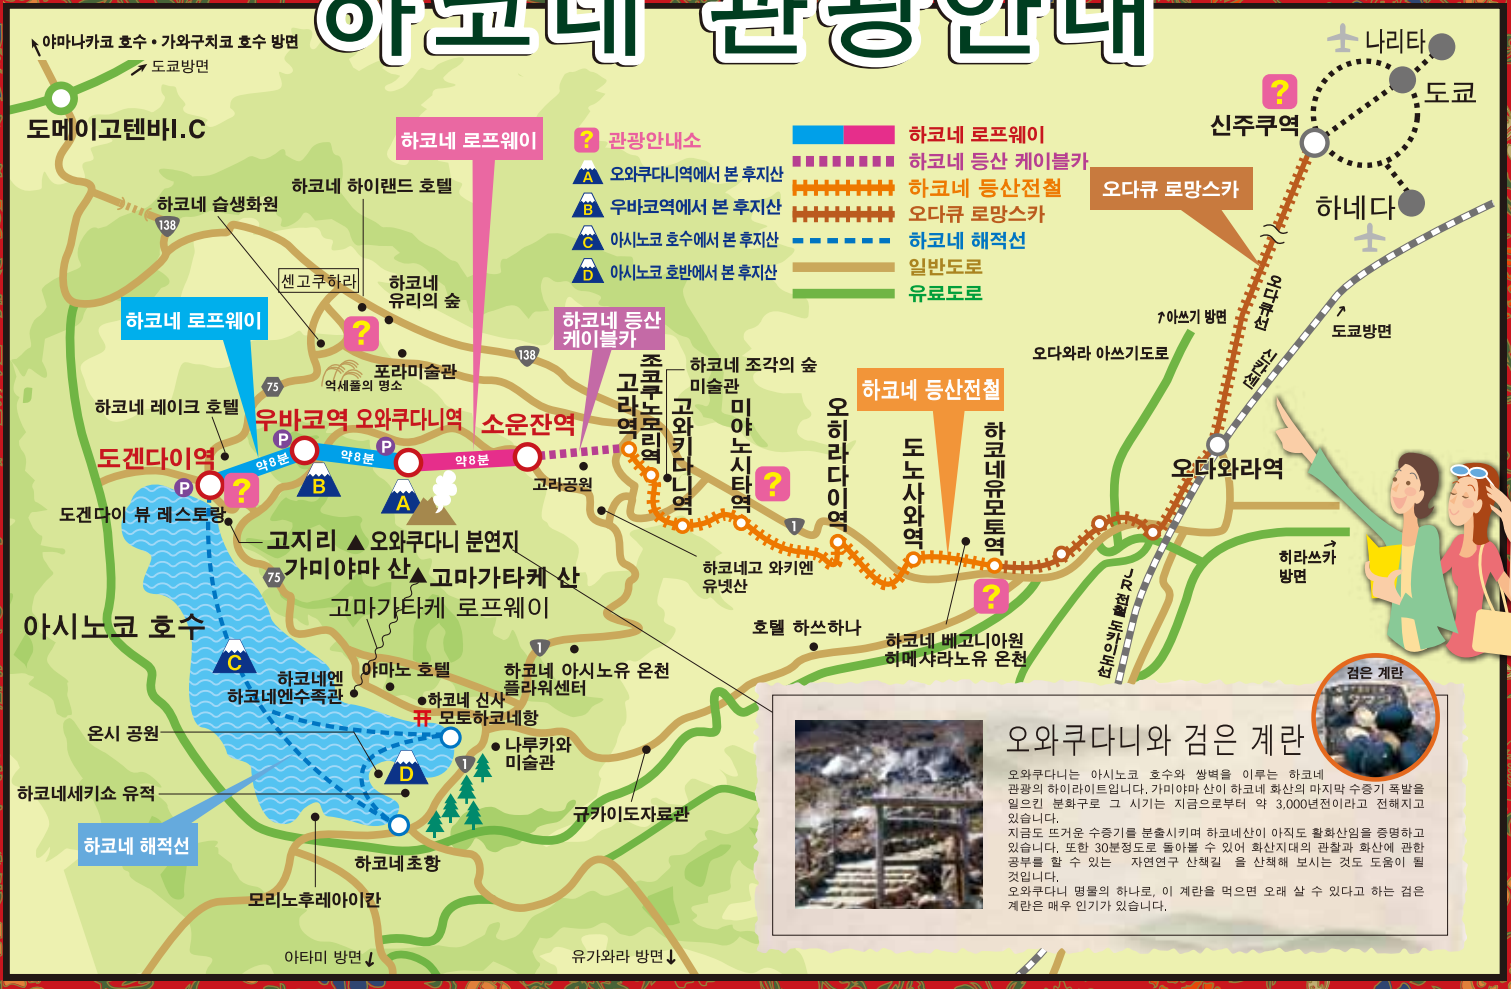 하코네 관광안내
야마나카코 호수 • 가와구치코 호수 방면
도쿄방면
도메이고텐바I.C
하코네 로프웨이
?
관광안내소
A
오와쿠다니역에서 본 후지산
B
우바코역에서 본 후지산
C
아시노코 호수에서 본 후지산
D
아시노코 호반에서 본 후지산
하코네 로프웨이
하코네 등산 케이블카
하코네 등산전철
오다큐 로망스카
하코네 해적선
일반도로
유료도로
나리타
도쿄
?
신주쿠역
하네다
오다큐 로망스카
하코네 하이랜드 호텔
하코네 습생화원
138
센고쿠하라
하코네
유리의 숲
하코네 로프웨이
?
138
포라미술관
억세풀의 명소
75
하코네 등산
케이블카
하코네 레이크 호텔
우바코역
오와쿠다니역
소운잔역
도겐다이역
P
P
P
약8분
약8분
약8분
?
B
A
도겐다이 뷰 레스토랑
고지리
오와쿠다니 분연지
가미야마 산
고마가타케 산
고마가타케 로프웨이
75
고라역
조코쿠노모리역
하코네 조각의 숲
미술관
고와키다니역
미야노시타역
?
오히라다이역
하코네 등산전철
도노사와역
하코네유모토역
?
1
고라공원
하코네고 와키엔
유넷산
호텔 하쓰하나
하코네 베고니아원
히메샤라노유 온천
오다와라 아쓰기도로
아쓰기 방면
오다큐선
신칸센
도쿄방면
오다와라역
JR 전철 도카이도선
히라쓰카
방면
아시노코 호수
C
하코네엔
하코네엔수족관
야마노 호텔
1
하코네 아시노유 온천
플라워센터
하코네 신사
모토하코네항
온시 공원
나루카와
미술관
1
D
하코네세키쇼 유적
하코네 해적선
규카이도자료관
하코네초항
모리노후레아이칸
아타미 방면
유가와라 방면
검은 계란
오와쿠다니와 검은 계란
오와쿠다니는 아시노코 호수와 쌍벽을 이루는 하코네
관광의 하이라이트입니다. 가미야마 산이 하코네 화산의 마지막 수증기 폭발을
일으킨 분화구로 그 시기는 지금으로부터 약 3,000년전이라고 전해지고
있습니다.
지금도 뜨거운 수증기를 분출시키며 하코네산이 아직도 활화산임을 증명하고
있습니다. 또한 30분정도로 돌아볼 수 있어 화산지대의 관찰과 화산에 관한
공부를 할 수 있는 자연연구 산책길 을 산책해 보시는 것도 도움이 될
것입니다.
오와쿠다니 명물의 하나로, 이 계란을 먹으면 오래 살 수 있다고 하는 검은
계란은 매우 인기가 있습니다.